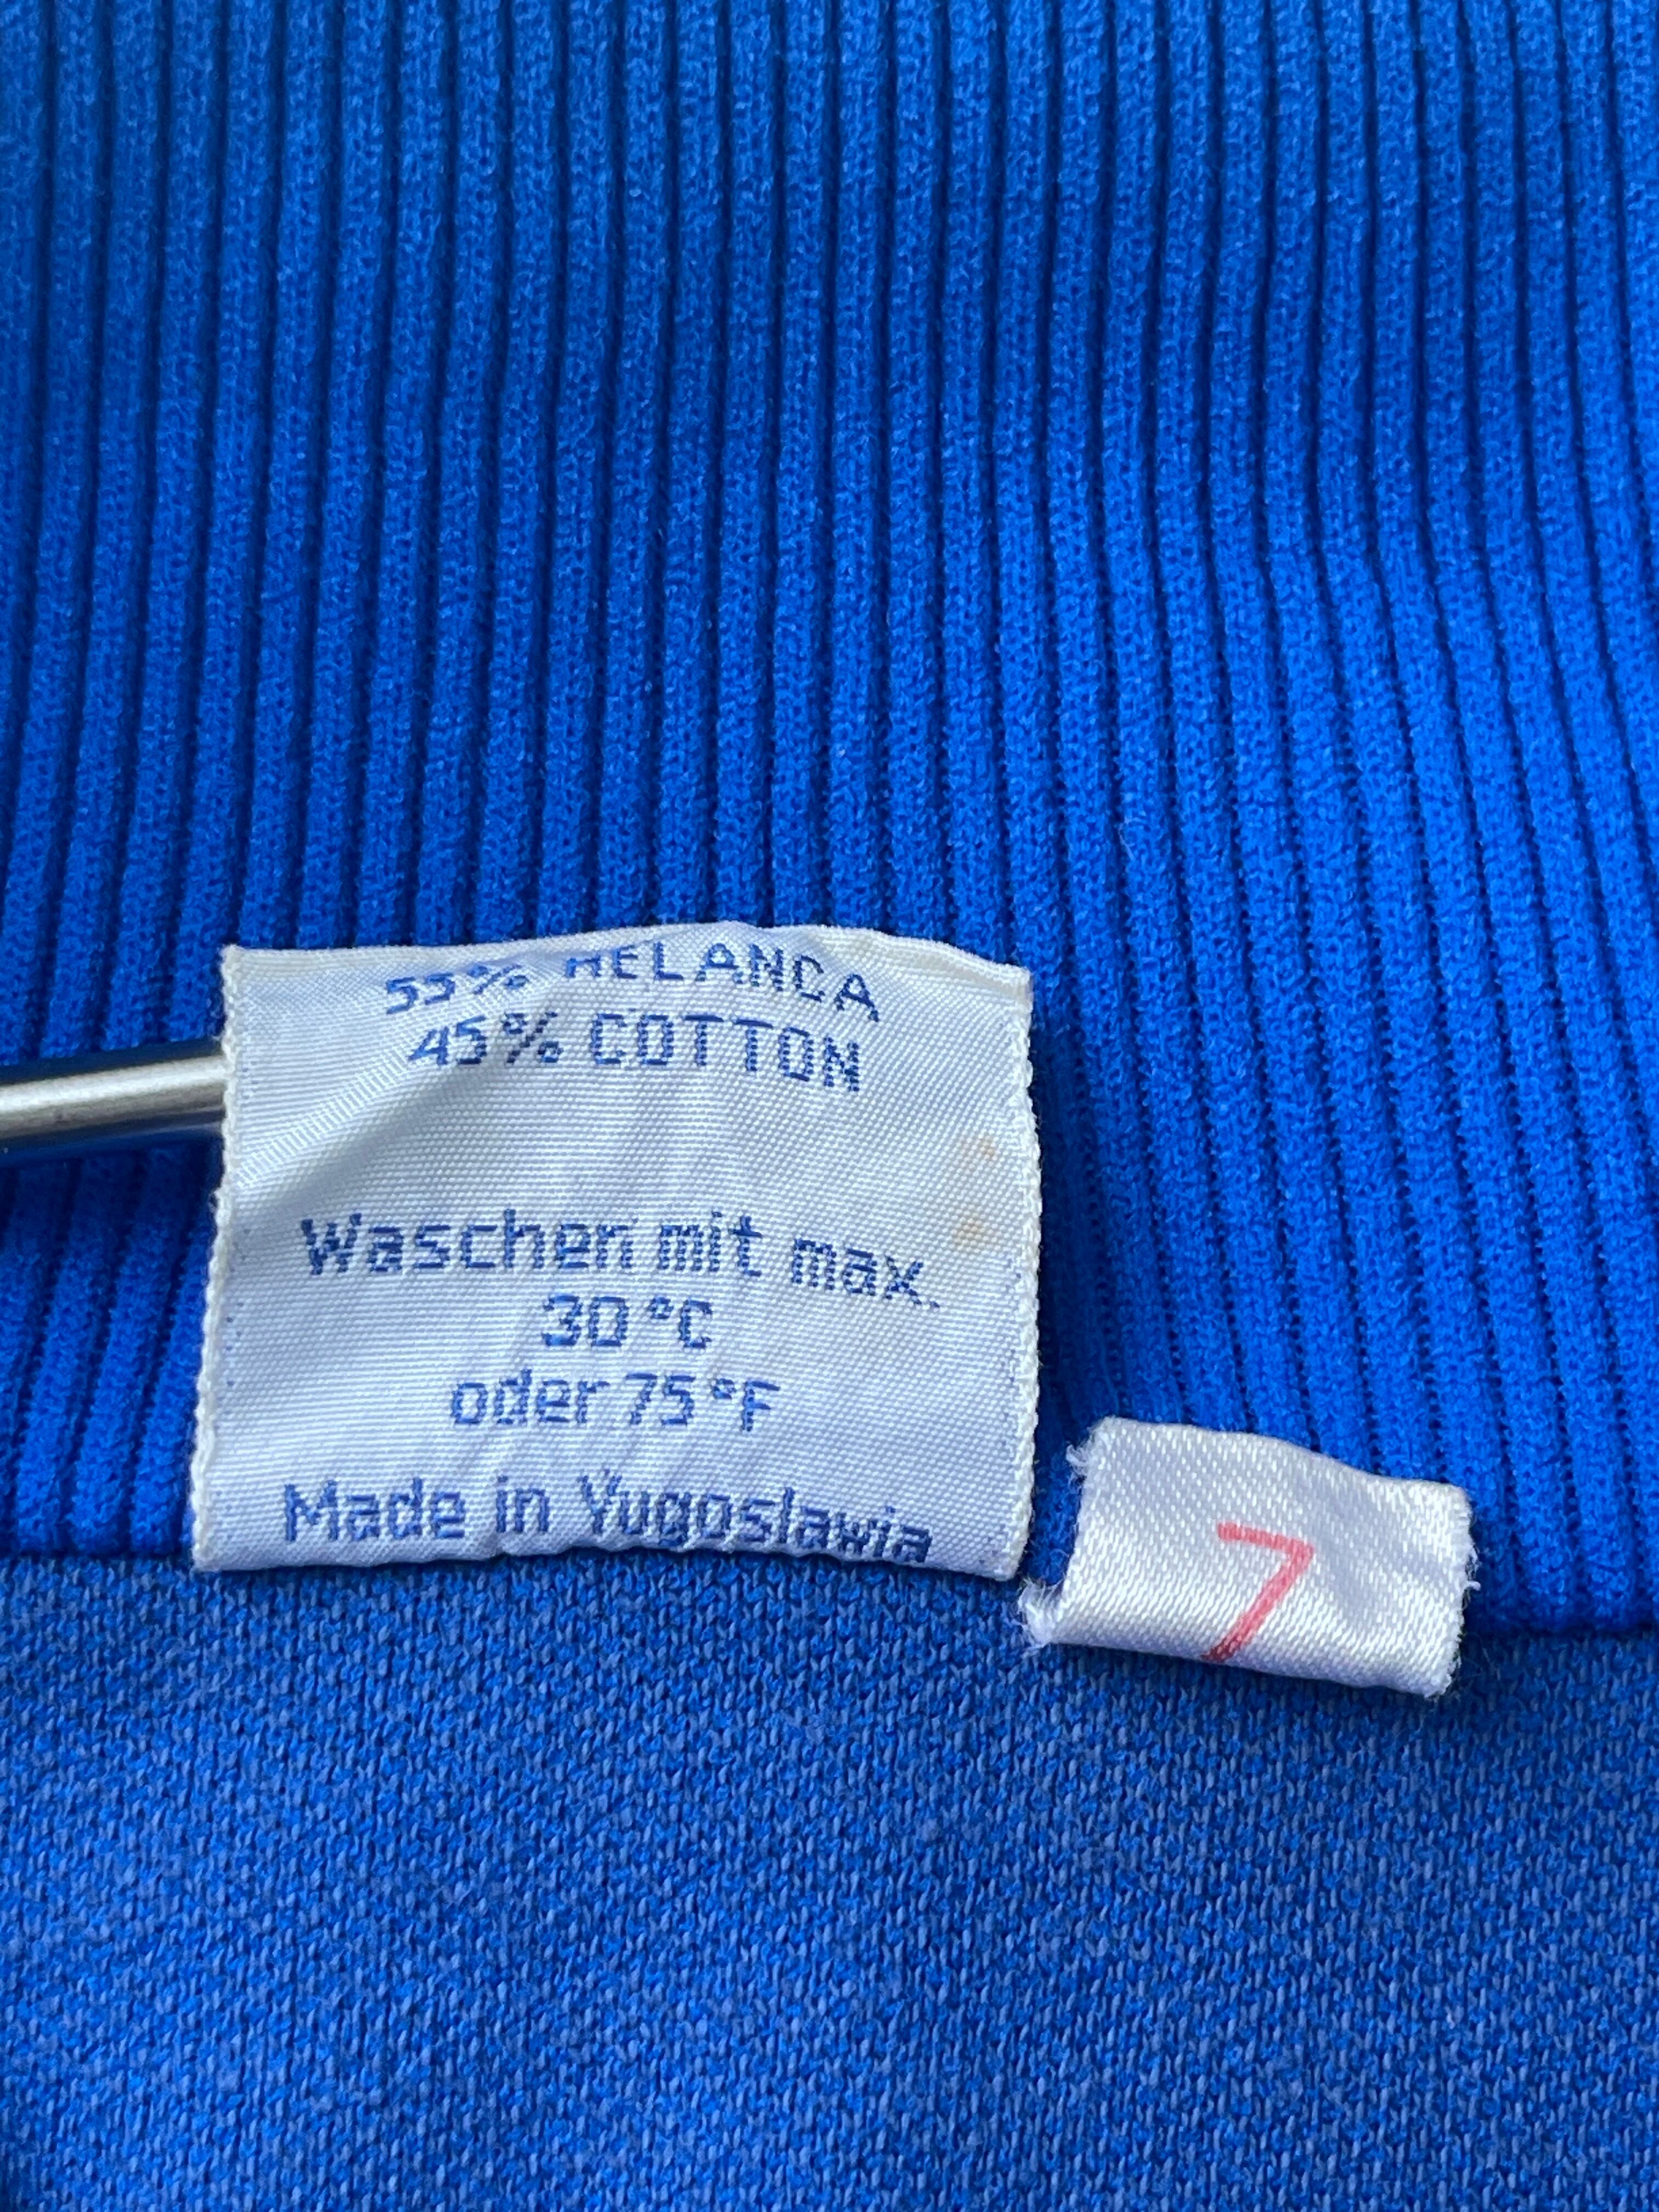 55% HELANCA
45% COTTON
Waschen mit max.
30°C
oder 75°F
Made in Yugoslawia
7